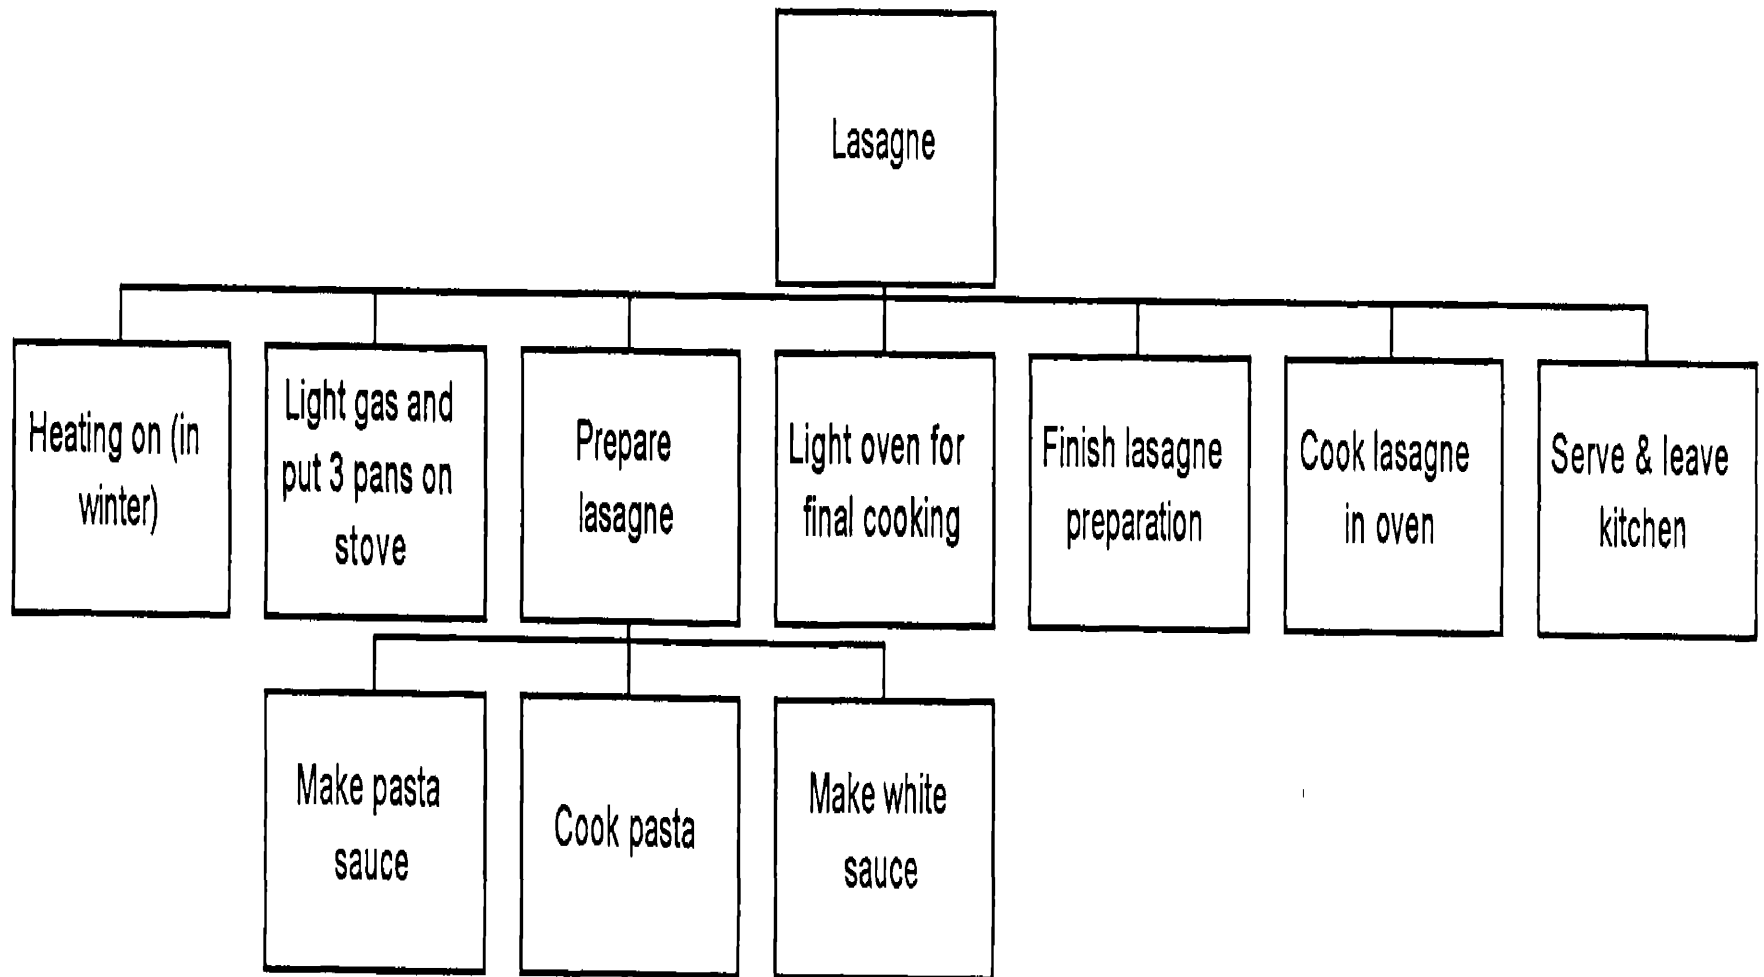 Lasagne
Heating on (in
winter)
Light gas and
put 3 pans on
stove
Prepare
lasagne
Light oven for
final cooking
Finish lasagne
preparation
Cook lasagne
in oven
Serve & leave
kitchen
Make pasta
sauce
Cook pasta
Make white
sauce